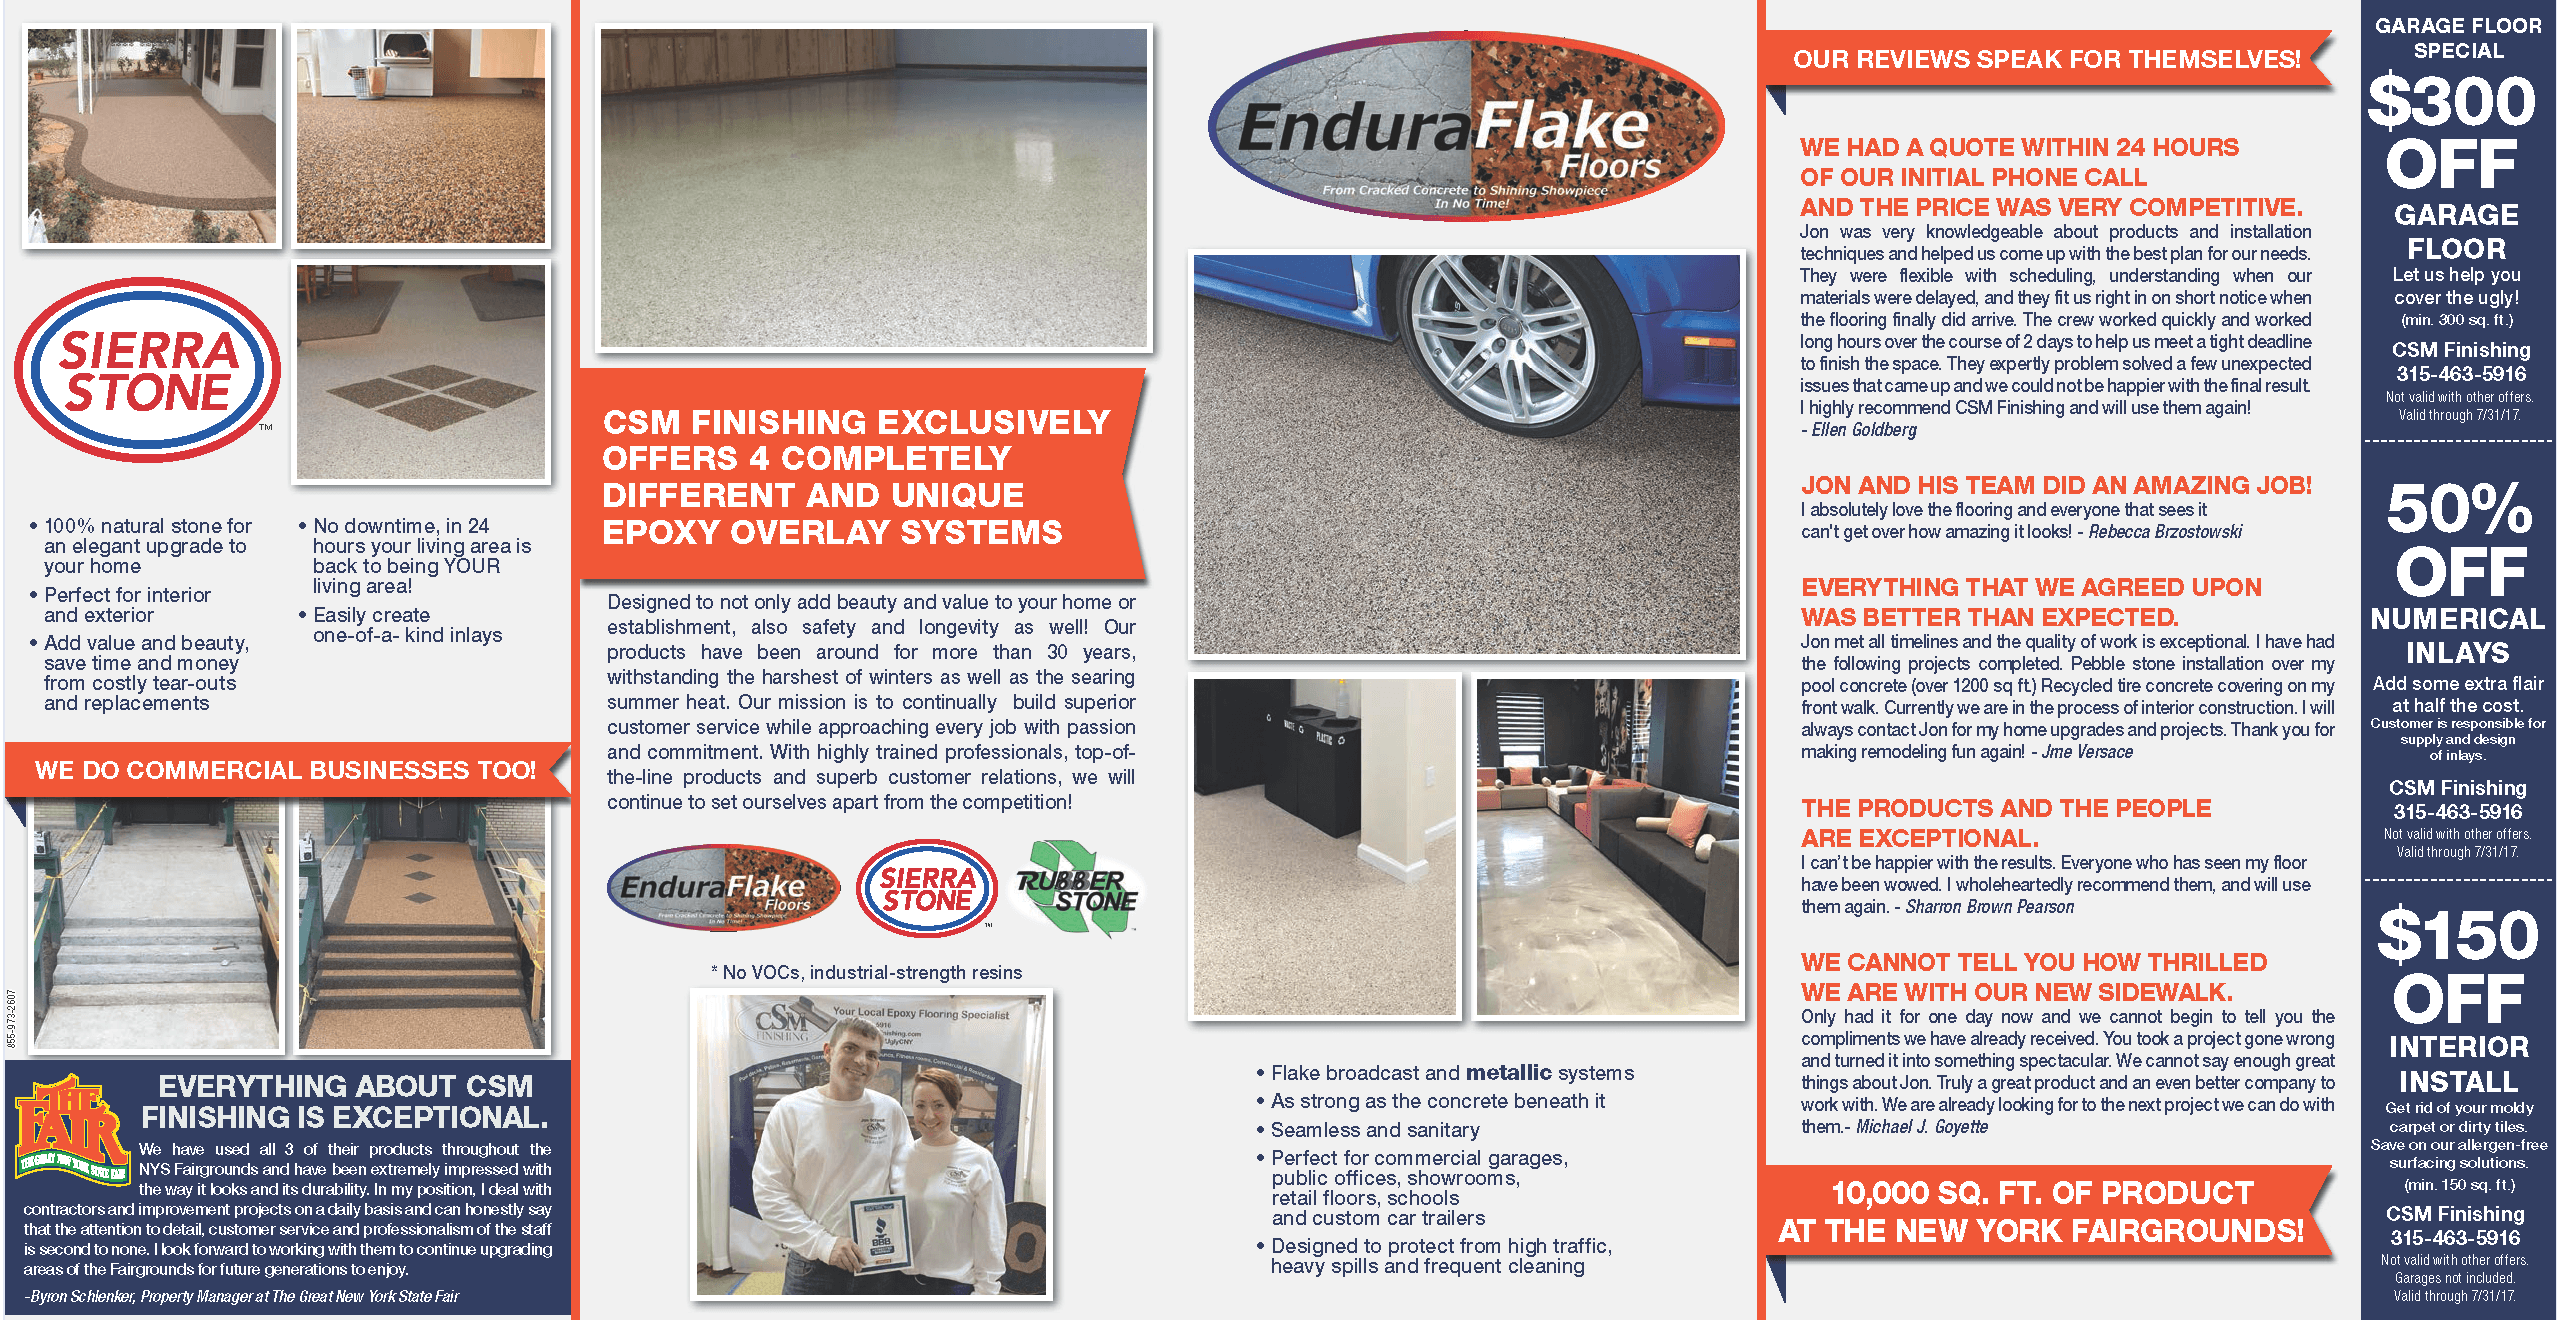 SIERRA
STONE
TM
• 100% natural stone for
an elegant upgrade to
your home
• Perfect for interior
and exterior
• Add value and beauty,
save time and money
from costly tear-outs
and replacements
• No downtime, in 24
hours your living area is
back to being YOUR
living area!
• Easily create
one-of-a- kind inlays
WE DO COMMERCIAL BUSINESSES TOO!
855-973-2607
THE
FAIR
THE GREAT NEW YORK STATE FAIR
EVERYTHING ABOUT CSM
FINISHING IS EXCEPTIONAL.
We have used all 3 of their products throughout the
NYS Fairgrounds and have been extremely impressed with
the way it looks and its durability. In my position, I deal with
contractors and improvement projects on a daily basis and can honestly say
that the attention to detail, customer service and professionalism of the staff
is second to none. I look forward to working with them to continue upgrading
areas of the Fairgrounds for future generations to enjoy.
-Byron Schlenker, Property Manager at The Great New York State Fair
CSM FINISHING EXCLUSIVELY
OFFERS 4 COMPLETELY
DIFFERENT AND UNIQUE
EPOXY OVERLAY SYSTEMS
Designed to not only add beauty and value to your home or
establishment, also safety and longevity as well! Our
products have been around for more than 30 years,
withstanding the harshest of winters as well as the searing
summer heat. Our mission is to continually build superior
customer service while approaching every job with passion
and commitment. With highly trained professionals, top-of-
the-line products and superb customer relations, we will
continue to set ourselves apart from the competition!
EnduraFlake
Floors
From Cracked Concrete to Shining Showpiece
In No Time!
SIERRA
STONE
TM
RUBBER
STONE
* No VOCs, industrial-strength resins
CSM
FINISHING
Your Local Epoxy Flooring Specialist
BBB
EnduraFlake
Floors
From Cracked Concrete to Shining Showpiece
In No Time!
WASTE
PLASTIC
• Flake broadcast and metallic systems
• As strong as the concrete beneath it
• Seamless and sanitary
• Perfect for commercial garages,
public offices, showrooms,
retail floors, schools
and custom car trailers
• Designed to protect from high traffic,
heavy spills and frequent cleaning
OUR REVIEWS SPEAK FOR THEMSELVES!
WE HAD A QUOTE WITHIN 24 HOURS
OF OUR INITIAL PHONE CALL
AND THE PRICE WAS VERY COMPETITIVE.
Jon was very knowledgeable about products and installation
techniques and helped us come up with the best plan for our needs.
They were flexible with scheduling, understanding when our
materials were delayed, and they fit us right in on short notice when
the flooring finally did arrive. The crew worked quickly and worked
long hours over the course of 2 days to help us meet a tight deadline
to finish the space. They expertly problem solved a few unexpected
issues that came up and we could not be happier with the final result.
I highly recommend CSM Finishing and will use them again!
- Ellen Goldberg
JON AND HIS TEAM DID AN AMAZING JOB!
I absolutely love the flooring and everyone that sees it
can't get over how amazing it looks! - Rebecca Brzostowski
EVERYTHING THAT WE AGREED UPON
WAS BETTER THAN EXPECTED.
Jon met all timelines and the quality of work is exceptional. I have had
the following projects completed. Pebble stone installation over my
pool concrete (over 1200 sq ft.) Recycled tire concrete covering on my
front walk. Currently we are in the process of interior construction. I will
always contact Jon for my home upgrades and projects. Thank you for
making remodeling fun again! - Jme Versace
THE PRODUCTS AND THE PEOPLE
ARE EXCEPTIONAL.
I can't be happier with the results. Everyone who has seen my floor
have been wowed. I wholeheartedly recommend them, and will use
them again. - Sharron Brown Pearson
WE CANNOT TELL YOU HOW THRILLED
WE ARE WITH OUR NEW SIDEWALK.
Only had it for one day now and we cannot begin to tell you the
compliments we have already received. You took a project gone wrong
and turned it into something spectacular. We cannot say enough great
things about Jon. Truly a great product and an even better company to
work with. We are already looking for to the next project we can do with
them.- Michael J. Goyette
10,000 SQ. FT. OF PRODUCT
AT THE NEW YORK FAIRGROUNDS!
GARAGE FLOOR
SPECIAL
$300
OFF
GARAGE
FLOOR
Let us help you
cover the ugly!
(min. 300 sq. ft.)
CSM Finishing
315-463-5916
Not valid with other offers.
Valid through 7/31/17.
50%
OFF
NUMERICAL
INLAYS
Add some extra flair
at half the cost.
Customer is responsible for
supply and design
of inlays.
CSM Finishing
315-463-5916
Not valid with other offers.
Valid through 7/31/17.
$150
OFF
INTERIOR
INSTALL
Get rid of your moldy
carpet or dirty tiles.
Save on our allergen-free
surfacing solutions.
(min. 150 sq. ft.)
CSM Finishing
315-463-5916
Not valid with other offers.
Garages not included.
Valid through 7/31/17.